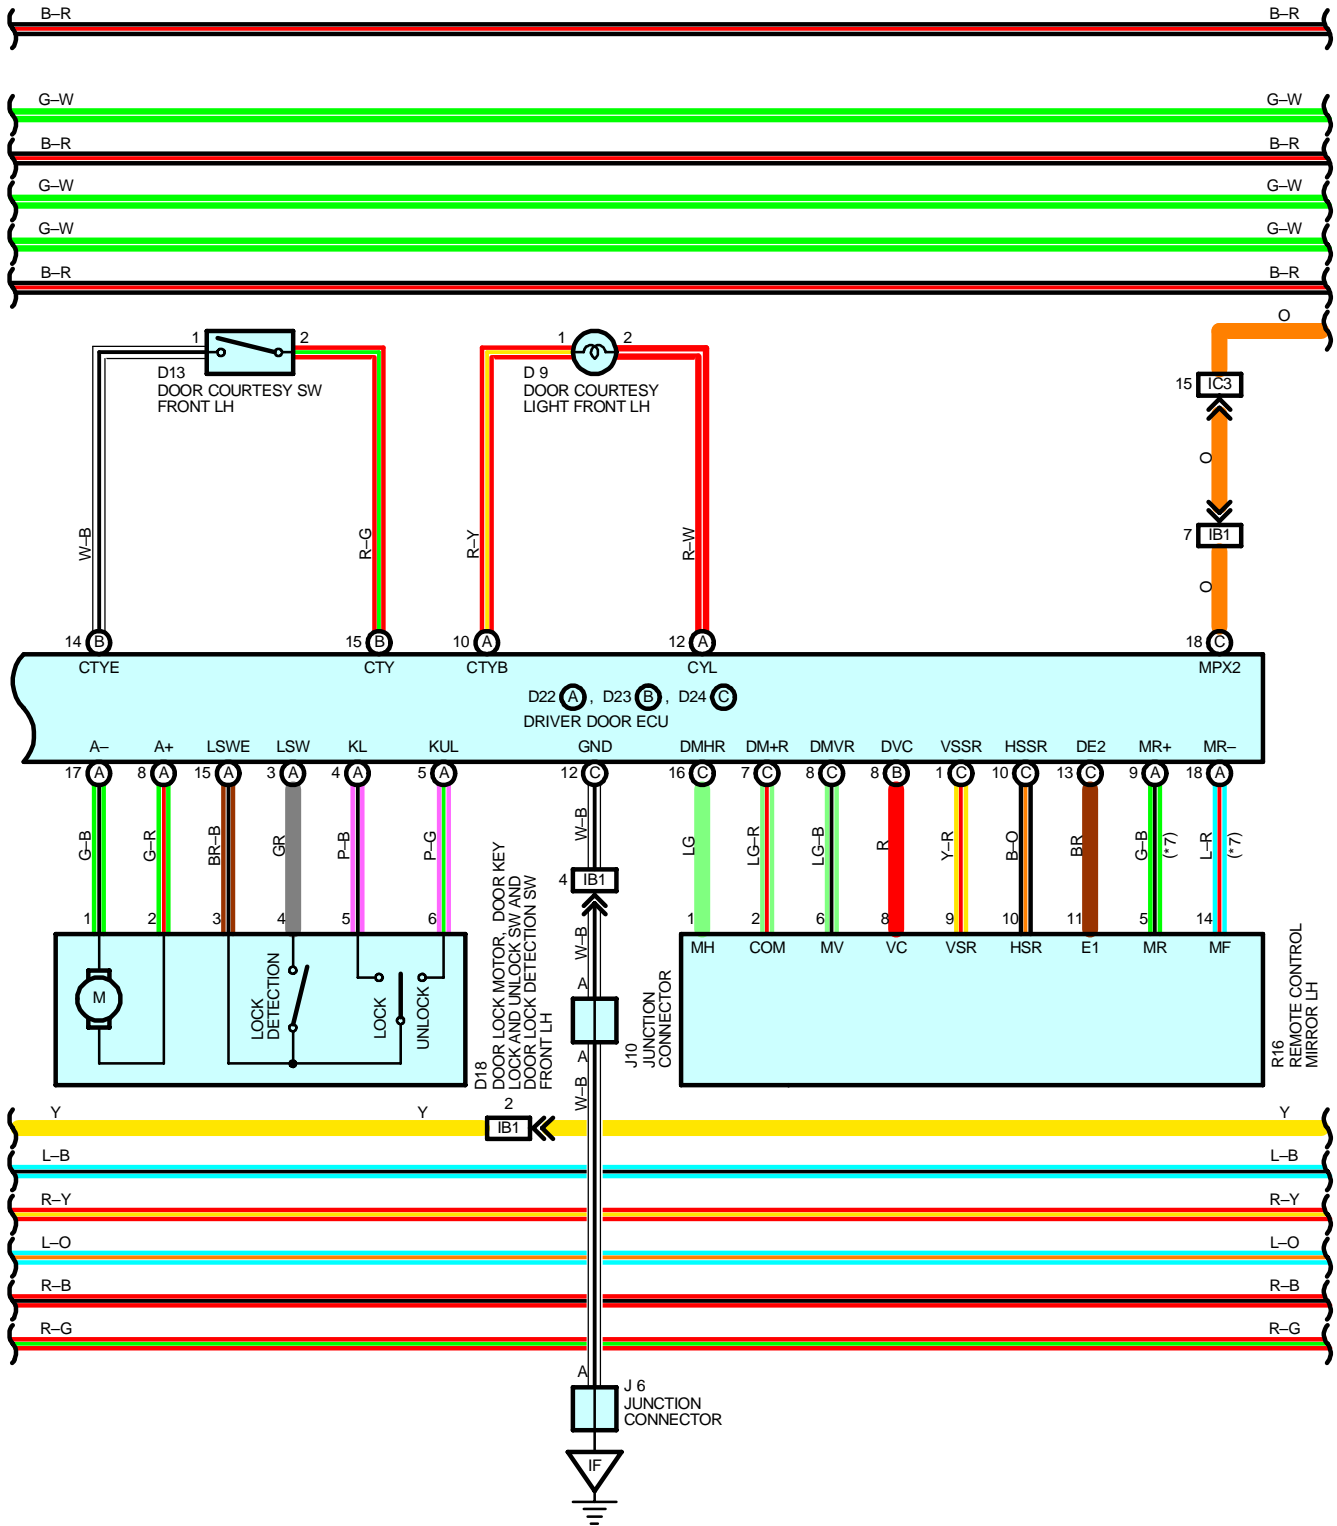 B–R B–R
G–W G–W
B–R B–R
G–W G–W
G–W G–W
B–R B–R
O
1 2
D13
DOOR COURTESY SW
FRONT LH
1 2
D 9
DOOR COURTESY
LIGHT FRONT LH
15 IC3
O
7 IB1
O
W–B
R–G
R–Y
R–W
14 B 15 B 10 A 12 A 18 C
CTYE CTY CTYB CYL MPX2
D22 A , D23 B , D24 C
DRIVER DOOR ECU
A– A+ LSWE LSW KL KUL GND DMHR DM+R DMVR DVC VSSR HSSR DE2 MR+ MR–
17 A 8 A 15 A 3 A 4 A 5 A 12 C 16 C 7 C 8 C 8 B 1 C 10 C 13 C 9 A 18 A
G–B
G–R
BR–B
GR
P–B
P–G
W–B
LG
LG–R
LG–B
R
Y–R
B–O
BR
G–B
(*7)
L–R
(*7)
4 IB1
W–B
1 2 3 4 5 6
1 2 6 8 9 10 11 5 14
MH COM MV VC VSR HSR E1 MR MF
M
LOCK
DETECTION
LOCK
UNLOCK
D18
DOOR LOCK MOTOR, DOOR KEY
LOCK AND UNLOCK SW AND
DOOR LOCK DETECTION SW
FRONT LH
A
J10
JUNCTION
CONNECTOR
A
W–B
R16
REMOTE CONTROL
MIRROR LH
Y Y 2 Y
IB1
L–B L–B
R–Y R–Y
L–O L–O
R–B R–B
R–G R–G
A
J 6
JUNCTION
CONNECTOR
IF